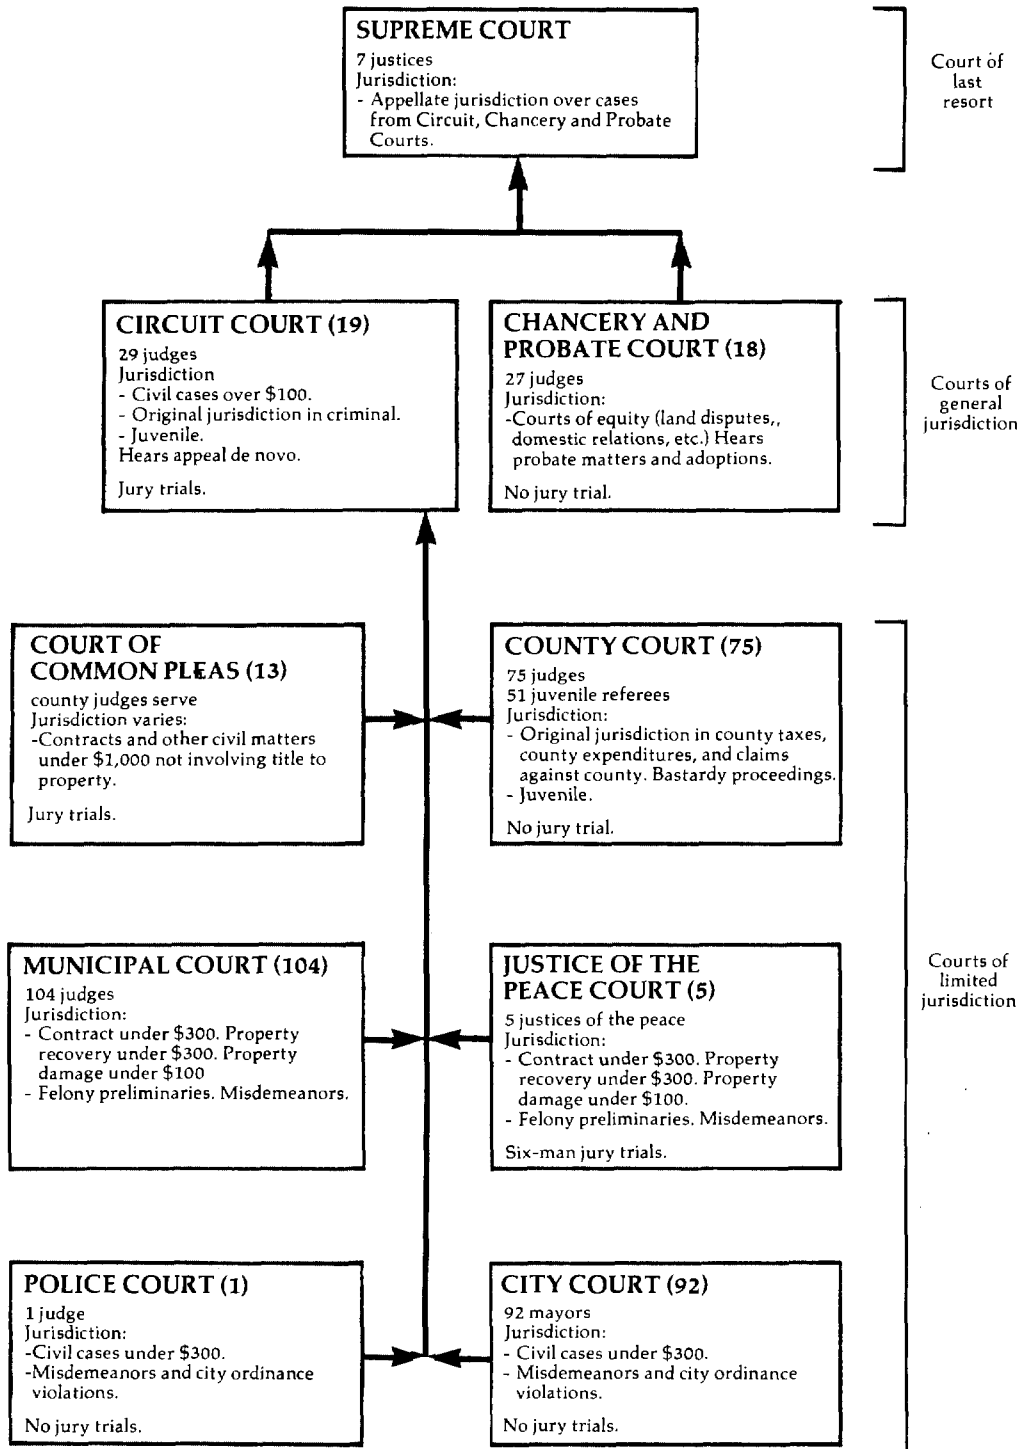 SUPREME COURT
7 justices
Jurisdiction:
- Appellate jurisdiction over cases
from Circuit, Chancery and Probate
Courts.
Court of
last
resort
CIRCUIT COURT (19)
29 judges
Jurisdiction
- Civil cases over $100.
- Original jurisdiction in criminal.
- Juvenile.
Hears appeal de novo.
Jury trials.
CHANCERY AND
PROBATE COURT (18)
27 judges
Jurisdiction:
-Courts of equity (land disputes,,
domestic relations, etc.) Hears
probate matters and adoptions.
No jury trial.
Courts of
general
jurisdiction
COURT OF
COMMON PLEAS (13)
county judges serve
Jurisdiction varies:
-Contracts and other civil matters
under $1,000 not involving title to
property.
Jury trials.
COUNTY COURT (75)
75 judges
51 juvenile referees
Jurisdiction:
- Original jurisdiction in county taxes,
county expenditures, and claims
against county. Bastardy proceedings.
- Juvenile.
No jury trial.
MUNICIPAL COURT (104)
104 judges
Jurisdiction:
- Contract under $300. Property
recovery under $300. Property
damage under $100
- Felony preliminaries. Misdemeanors.
JUSTICE OF THE
PEACE COURT (5)
5 justices of the peace
Jurisdiction:
- Contract under $300. Property
recovery under $300. Property
damage under $100.
- Felony preliminaries. Misdemeanors.
Six-man jury trials.
Courts of
limited
jurisdiction
POLICE COURT (1)
1 judge
Jurisdiction:
-Civil cases under $300.
-Misdemeanors and city ordinance
violations.
No jury trials.
CITY COURT (92)
92 mayors
Jurisdiction:
- Civil cases under $300.
- Misdemeanors and city ordinance
violations.
No jury trials.